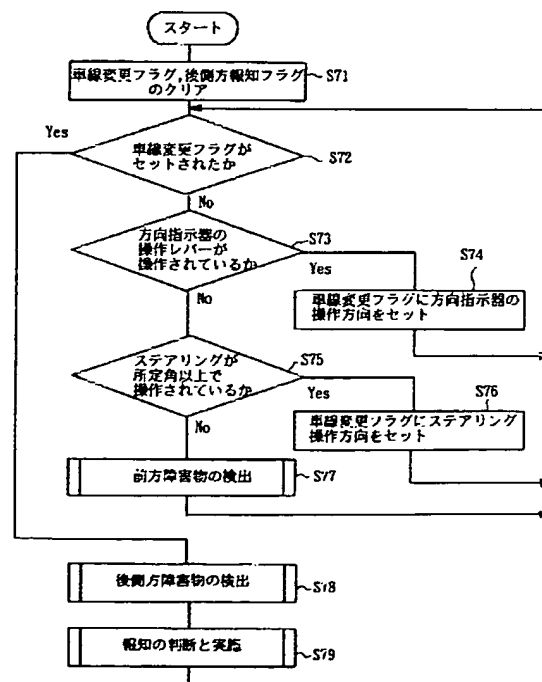 スタート
車線変更フラグ,後側方報知フラグ
のクリア
S71
Yes
車線変更フラグが
セットされたか
S72
No
方向指示器の
操作レバーが
操作されているか
S73
Yes
S74
No
車線変更フラグに方向指示器の
操作方向をセット
ステアリングが
所定角以上で
操作されているか
S75
Yes
S76
No
車線変更フラグにステアリング
操作方向をセット
前方障害物の検出
S77
後側方障害物の検出
S78
報知の判断と実施
S79